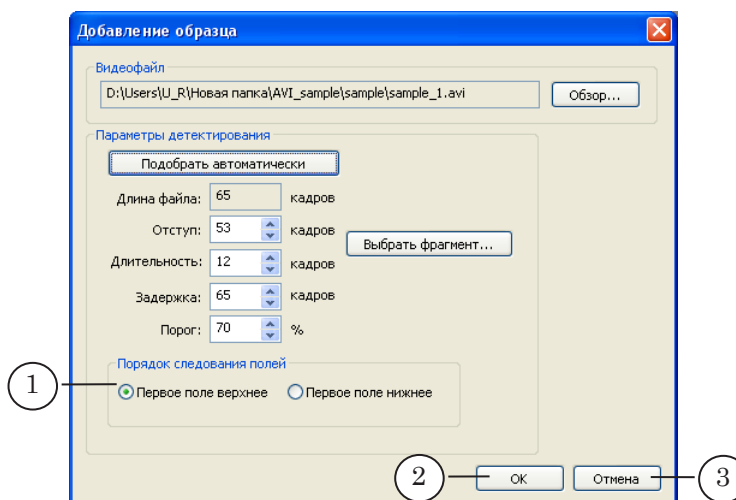 Добавление образца
Видеофайл
D:\Users\U_R\Новая папка\AVI_sample\sample\sample_1.avi
Обзор...
Параметры детектирования
Подобрать автоматически
Длина файла: 65 кадров
Отступ: 53 кадров
Выбрать фрагмент...
Длительность: 12 кадров
Задержка: 65 кадров
Порог: 70 %
Порядок следования полей
1 Первое поле верхнее Первое поле нижнее
2 OK Отмена 3